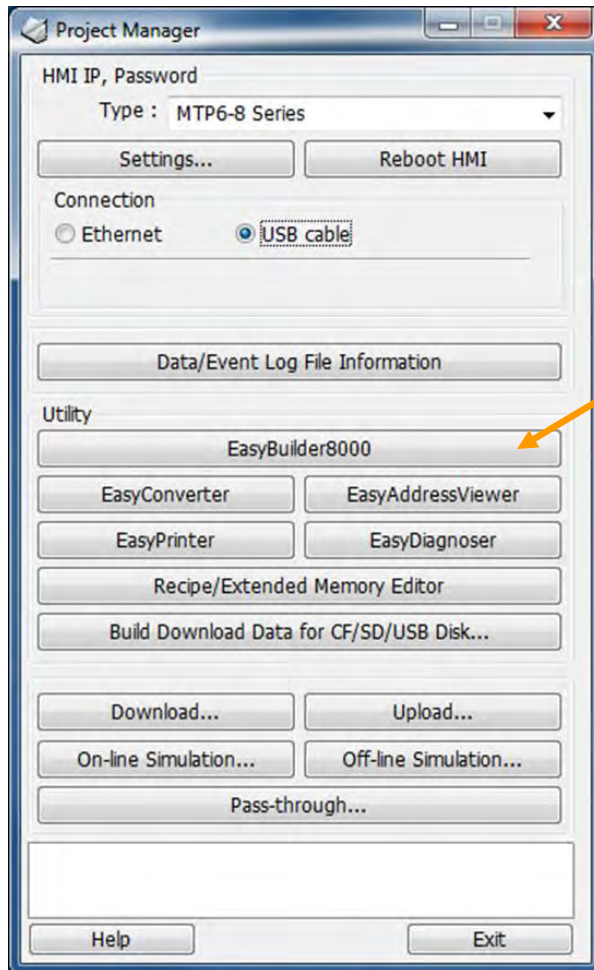 Project Manager
HMI IP, Password
Type : MTP6-8 Series
Settings... Reboot HMI
Connection
Ethernet USB cable
Data/Event Log File Information
Utility
EasyBuilder8000
EasyConverter EasyAddressViewer
EasyPrinter EasyDiagnoser
Recipe/Extended Memory Editor
Build Download Data for CF/SD/USB Disk...
Download... Upload...
On-line Simulation... Off-line Simulation...
Pass-through...
Help Exit